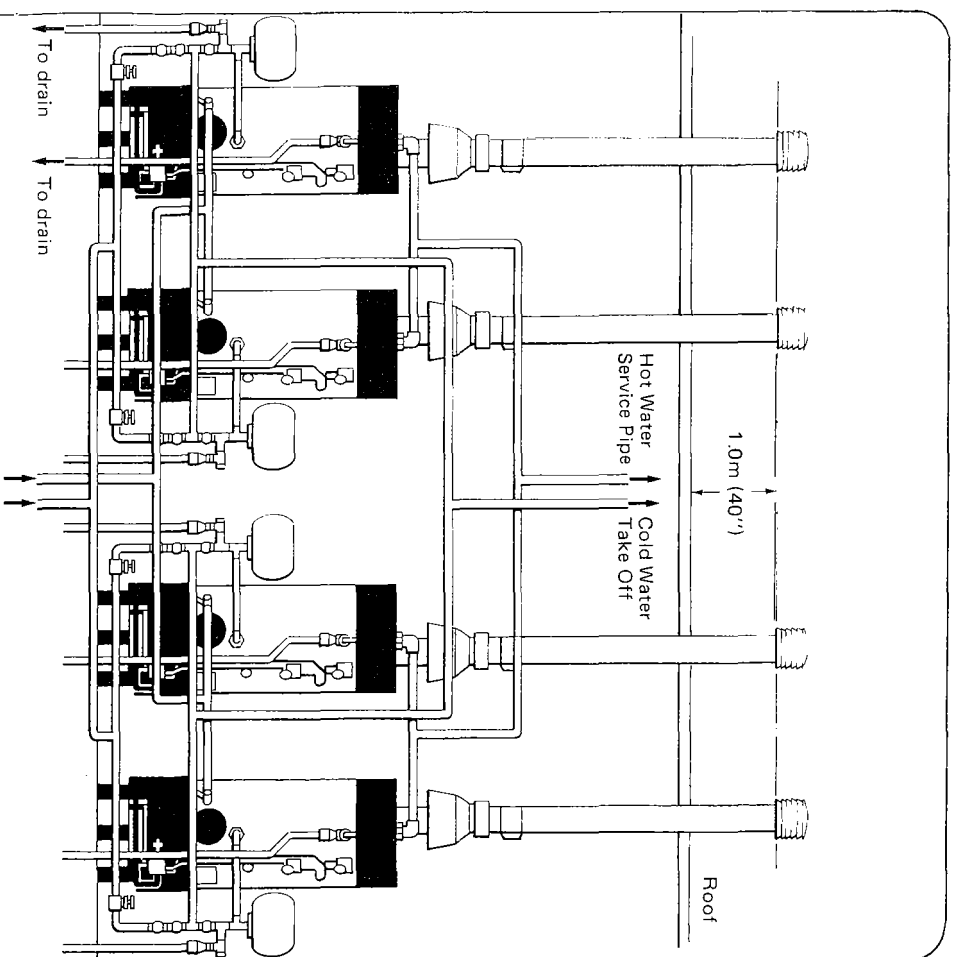 To drain
To drain
Hot Water
Service Pipe
Cold Water
Take Off
1.0m (40'')
Roof